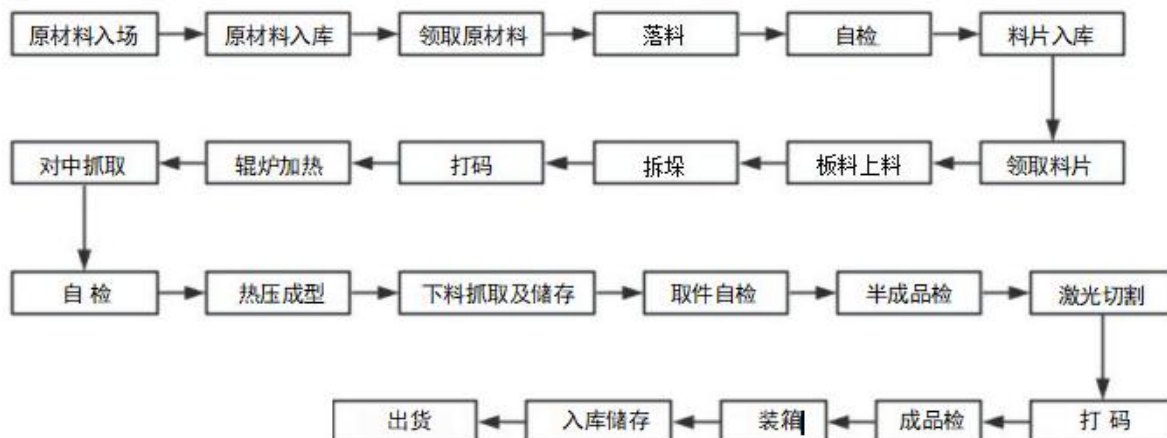 原材料入场 原材料入库 领取原材料 落料 自检 料片入库
对中抓取 辊炉加热 打码 拆垛 板料上料 领取料片
自 检 热压成型 下料抓取及储存 取件自检 半成品检 激光切割
出货 入库储存 装箱 成品检 打 码